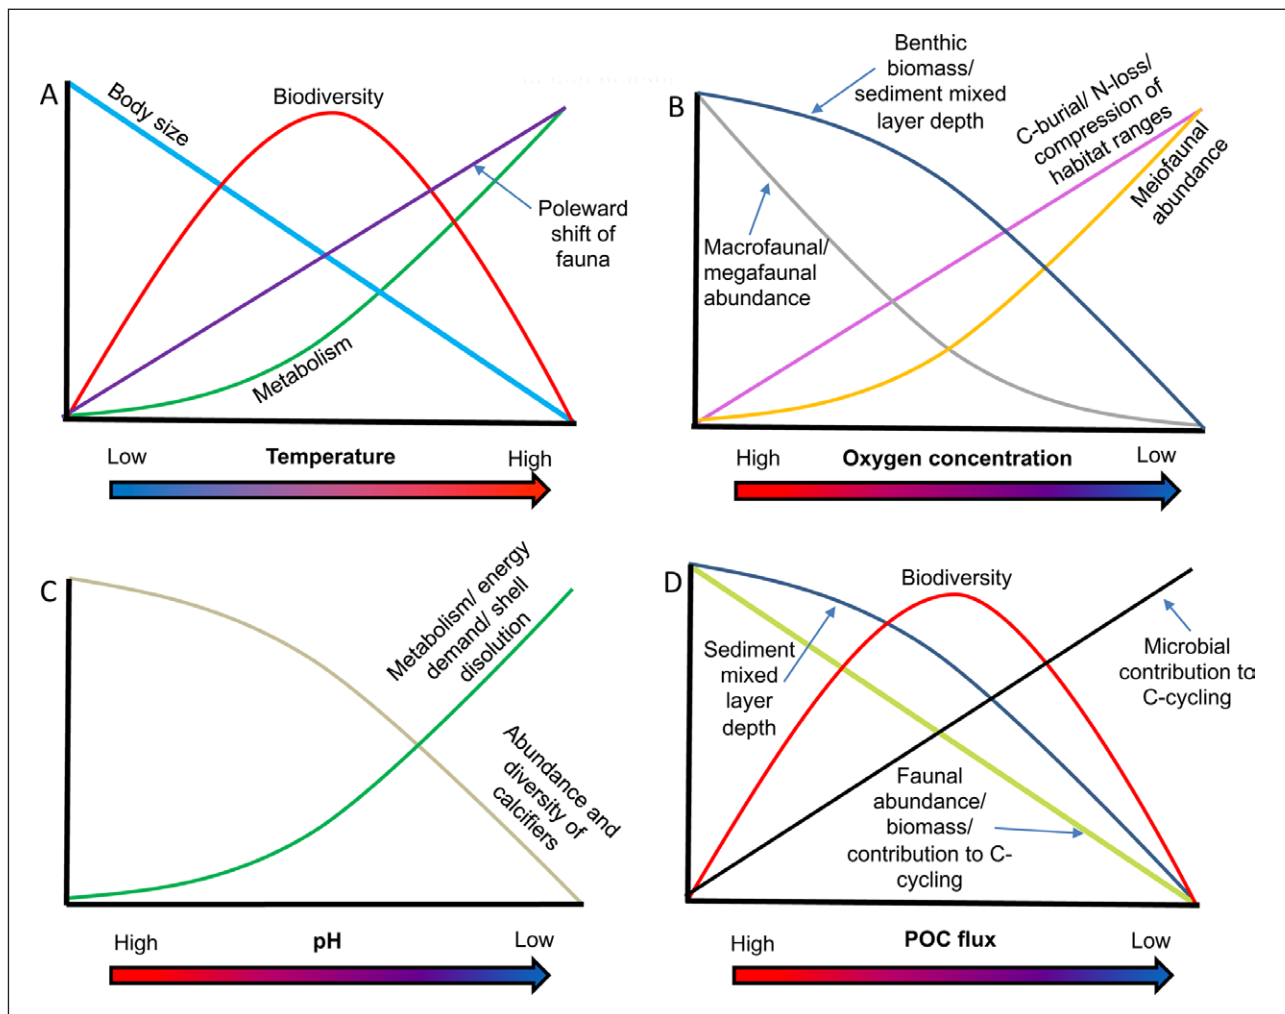 A
Body size
Biodiversity
Poleward
shift of
fauna
Metabolism
Low
Temperature
High
B
Benthic
biomass/
sediment mixed
layer depth
C-burial/ N-loss/
compression of
habitat ranges
Meiofaunal
abundance
Macrofaunal/
megafaunal
abundance
High
Oxygen concentration
Low
C
Metabolism/ energy
demand/ shell
disolution
Abundance and
diversity of
calcifiers
High
pH
Low
D
Biodiversity
Sediment
mixed
layer
depth
Microbial
contribution to
C-cycling
Faunal
abundance/
biomass/
contribution to C-
cycling
High
POC flux
Low